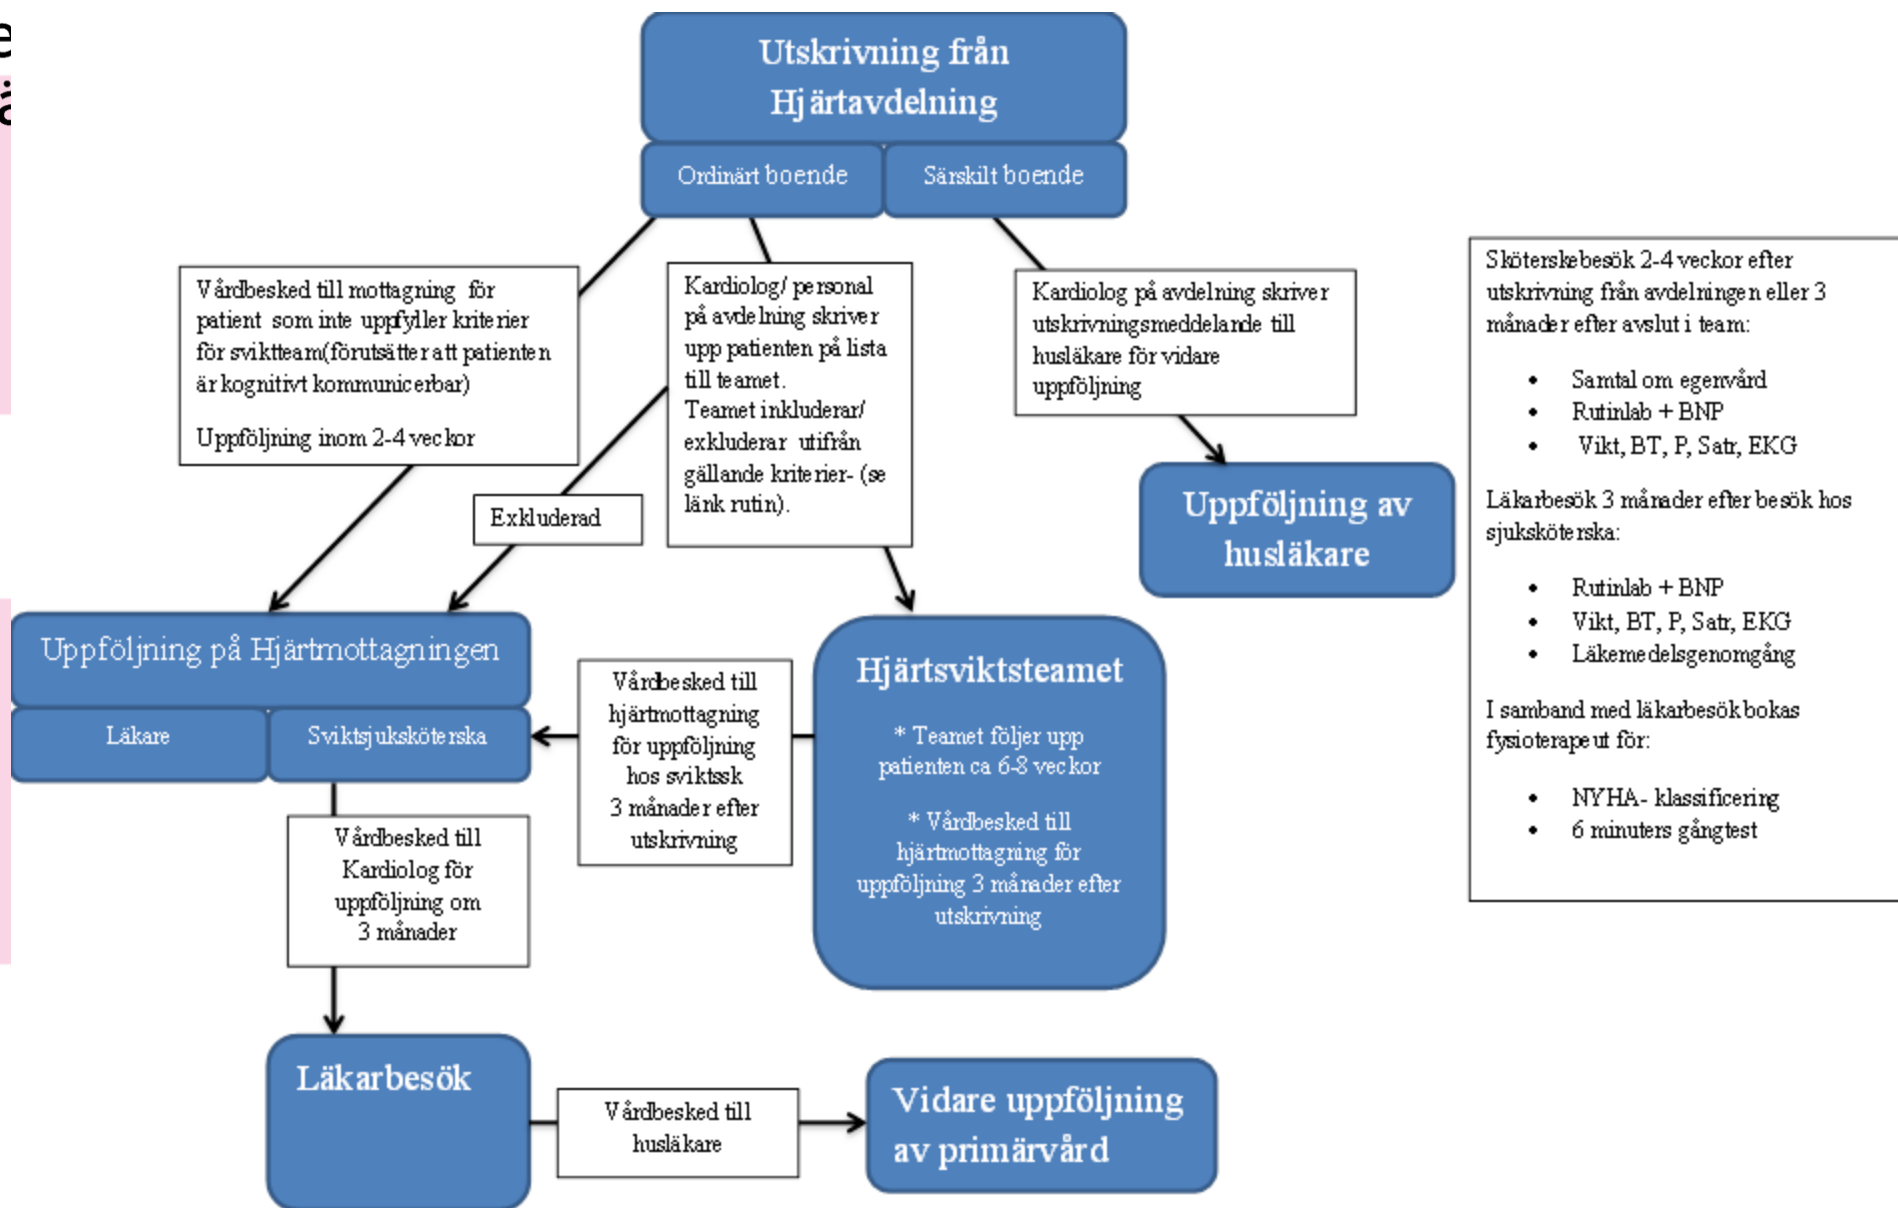 e
ä
Utskrivning från
Hjärtavdelning
Ordinärt boende
Särskilt boende
Vårdbesked till mottagning för
patient som inte uppfyller kriterier
för sviktteam(förutsätter att patienten
är kognitivt kommunicerbar)
Uppföljning inom 2-4 veckor
Kardiolog/ personal
på avdelning skriver
upp patienten på lista
till teamet.
Teamet inkluderar/
exkluderar utifrån
gällande kriterier- (se
länk rutin).
Kardiolog på avdelning skriver
utskrivningsmeddelande till
husläkare för vidare
uppföljning
Exkluderad
Uppföljning av
husläkare
Uppföljning på Hjärtmottagningen
Läkare
Sviktsjuksköterska
Vårdbesked till
hjärtmottagning
för uppföljning
hos sviktssk
3 månader efter
utskrivning
Hjärtsviktsteamet
* Teamet följer upp
patienten ca 6-8 veckor
* Vårdbesked till
hjärtmottagning för
uppföljning 3 månader efter
utskrivning
Vårdbesked till
Kardiolog för
uppföljning om
3 månader
Läkarbesök
Vårdbesked till
husläkare
Vidare uppföljning
av primärvård
Sköterskebesök 2-4 veckor efter
utskrivning från avdelningen eller 3
månader efter avslut i team:
• Samtal om egenvård
• Rutinlab + BNP
• Vikt, BT, P, Satr, EKG
Läkarbesök 3 månader efter besök hos
sjuksköterska:
• Rutinlab + BNP
• Vikt, BT, P, Satr, EKG
• Läkemedelsgenomgång
I samband med läkarbesök bokas
fysioterapeut för:
• NYHA- klassificering
• 6 minuters gångtest